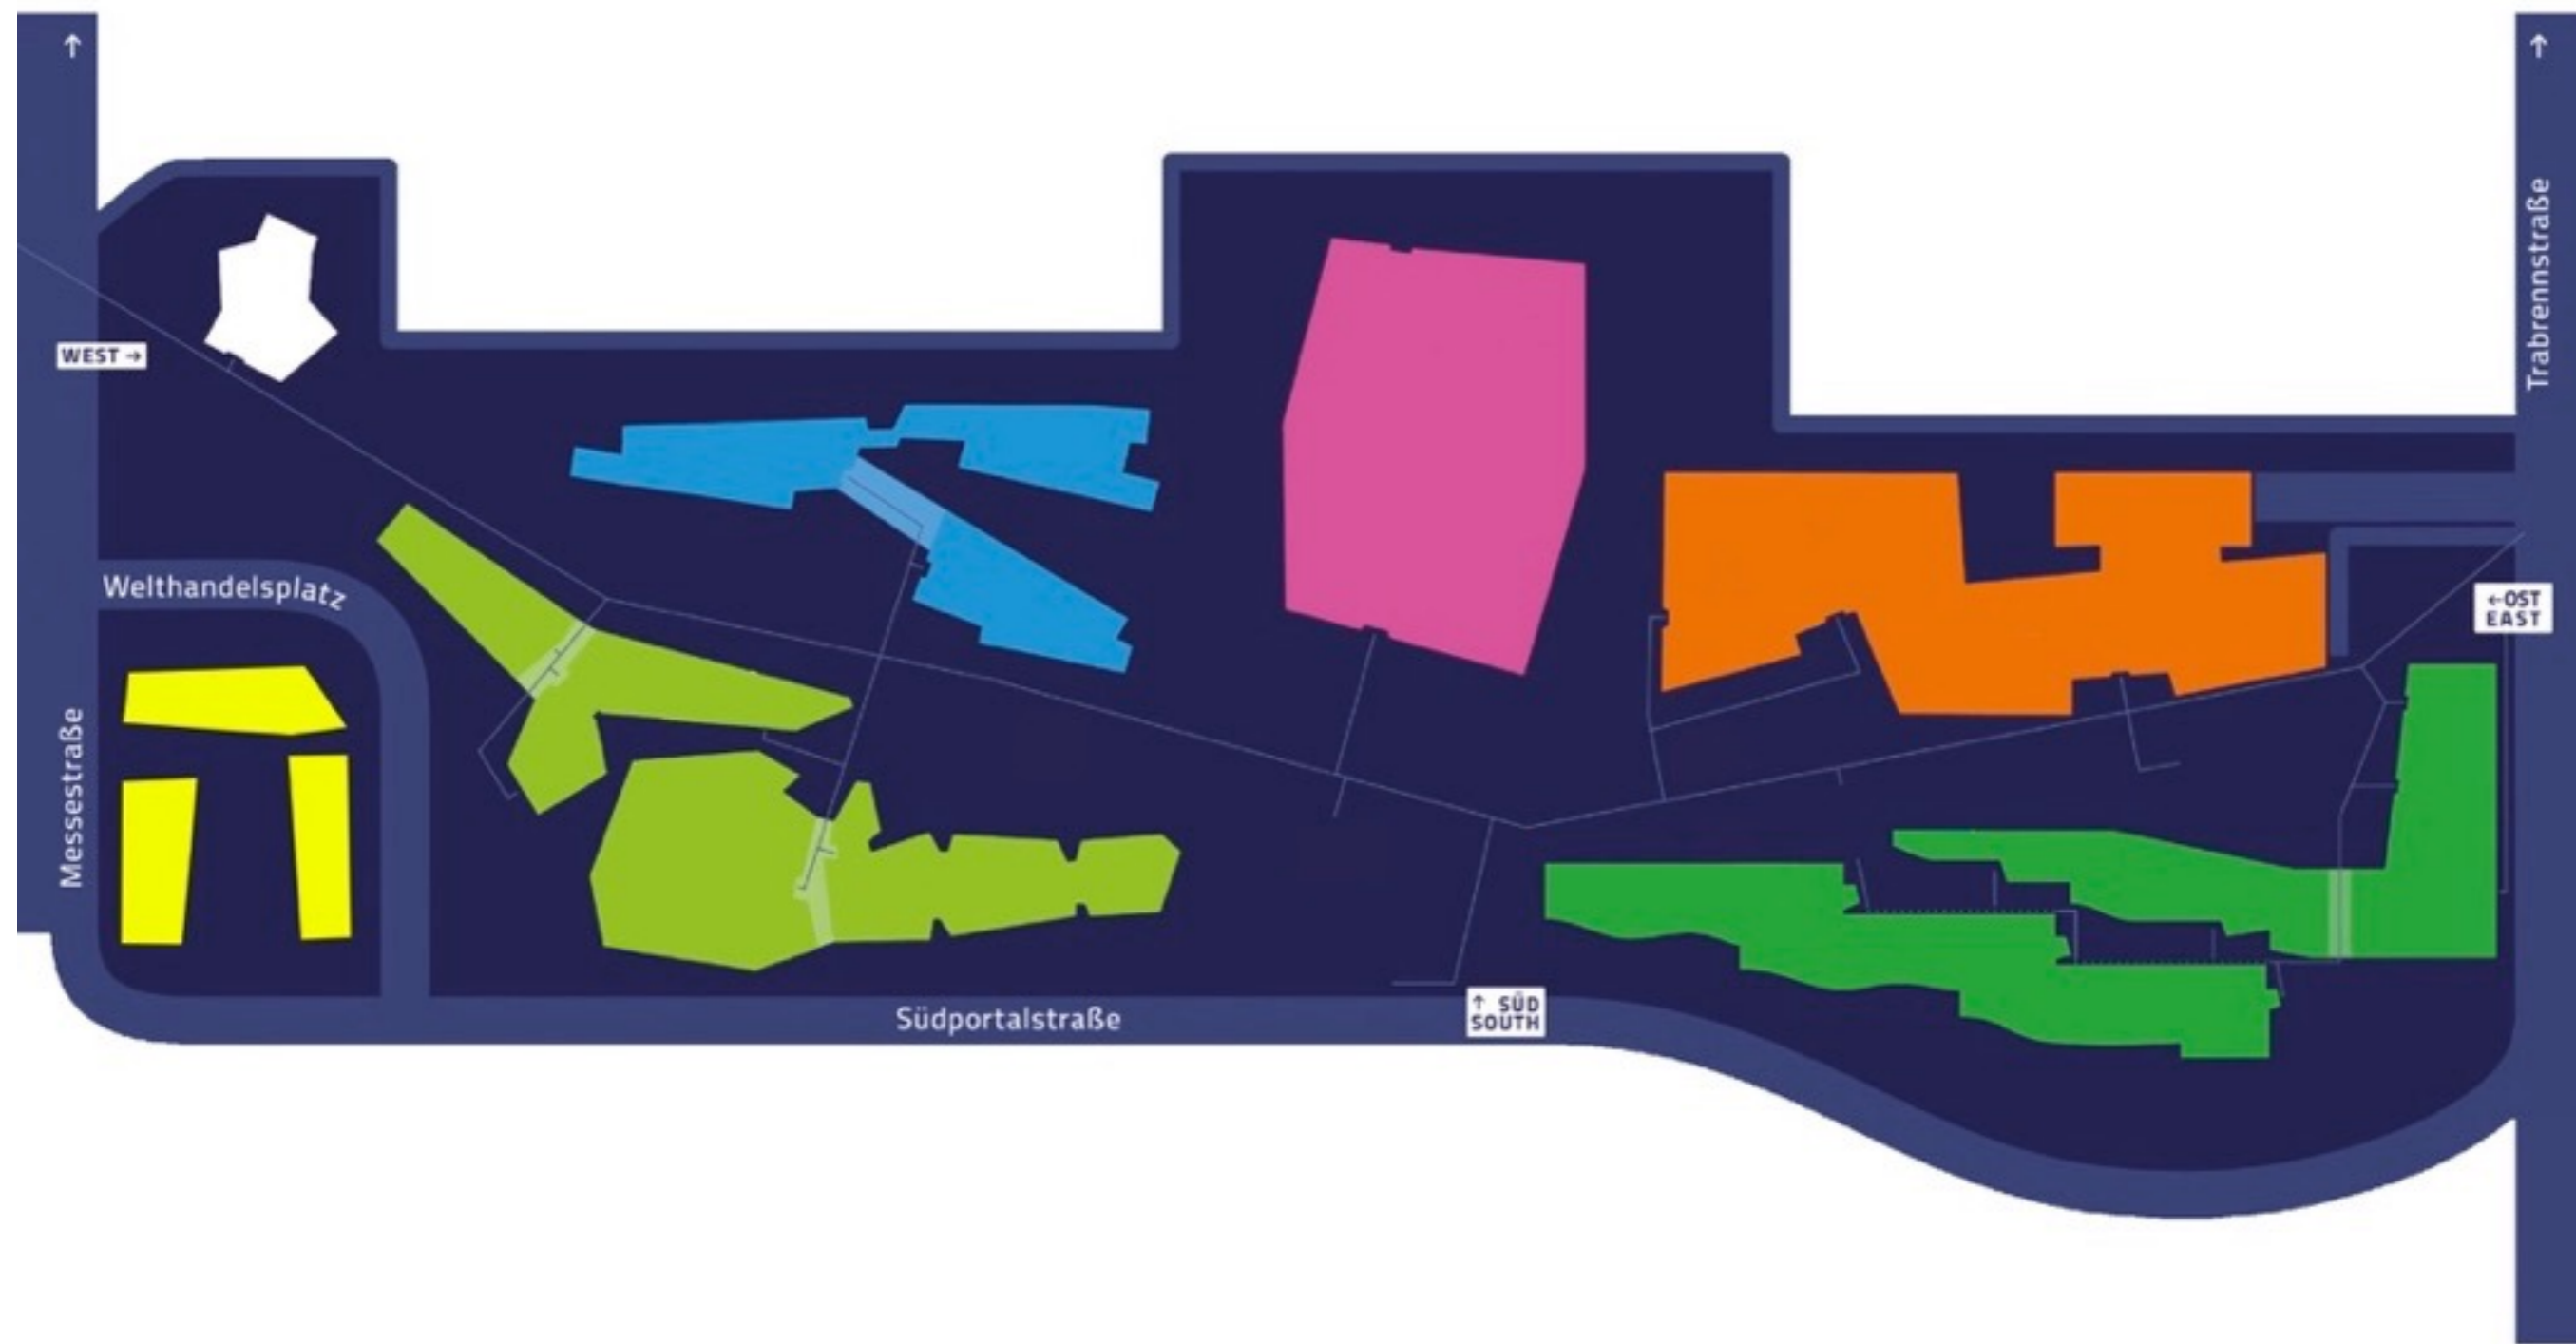 ↑
↑
Trabrennstraße
WEST →
Welthandelsplatz
←OST
EAST
Messestraße
↑ SÜD
SOUTH
Südportalstraße